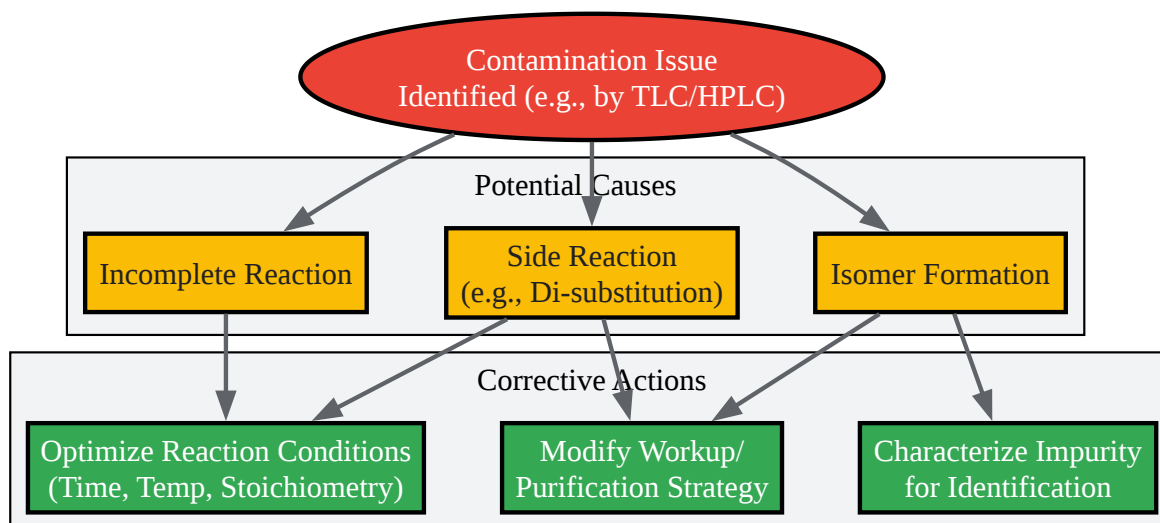 Contamination Issue
Identified (e.g., by TLC/HPLC)
Potential Causes
Incomplete Reaction
Side Reaction
(e.g., Di-substitution)
Isomer Formation
Corrective Actions
Optimize Reaction Conditions
(Time, Temp, Stoichiometry)
Modify Workup/
Purification Strategy
Characterize Impurity
for Identification